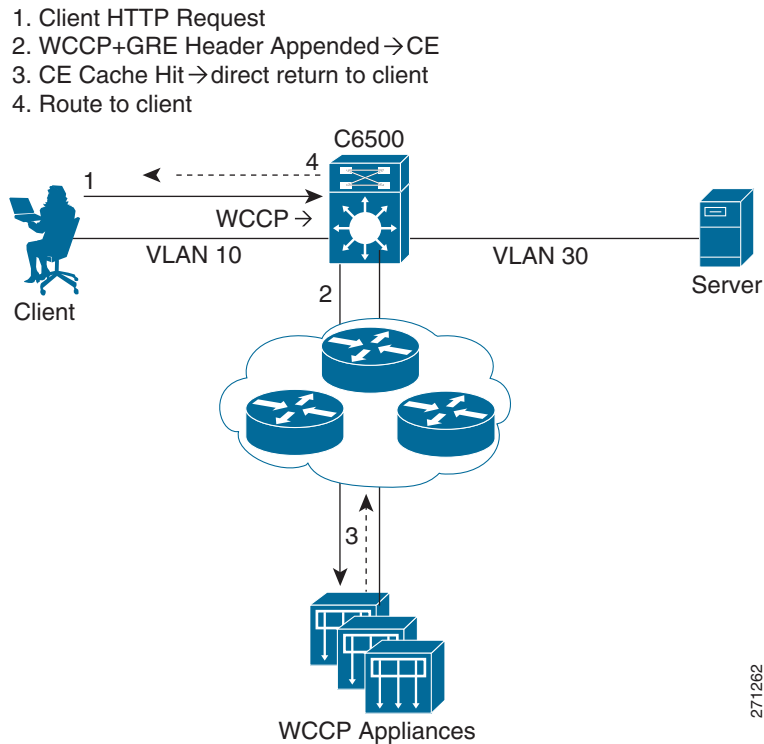 1. Client HTTP Request
2. WCCP+GRE Header Appended→CE
3. CE Cache Hit→direct return to client
4. Route to client
C6500
4
1
WCCP→
VLAN 10
VLAN 30
Client
Server
2
3
WCCP Appliances
271262